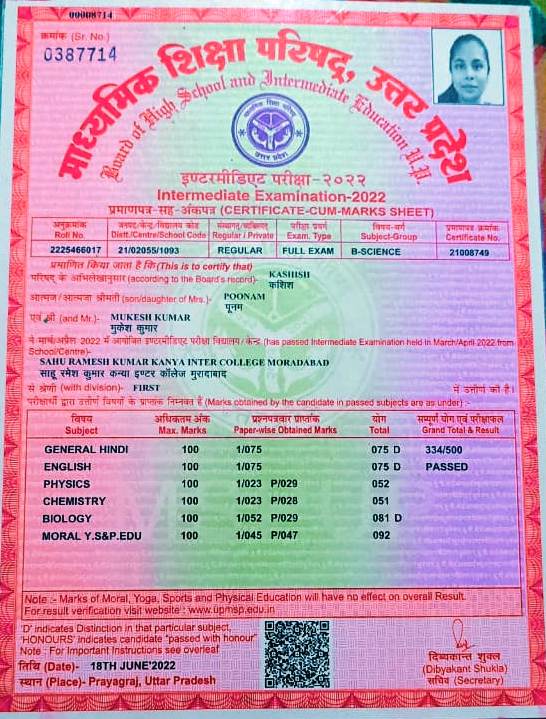 00008714
क्रमांक (Sr. No.)
0387714
माध्यमिक शिक्षा परिषद्, उत्तर प्रदेश
Board of High School and Intermediate Education U.P.
उत्तर प्रदेश
इण्टरमीडिएट परीक्षा-२०२२
Intermediate Examination-2022
प्रमाणपत्र-सह-अंकपत्र (CERTIFICATE-CUM-MARKS SHEET)
अनुक्रमांक जनपद/केन्द्र/विद्यालय कोड संस्थागत/व्यक्तिगत परीक्षा प्रकार विषय-वर्ग प्रमाणपत्र क्रमांक
Roll No. Distt./Centre/School Code Regular / Private Exam. Type Subject-Group Certificate No.
2225466017 21/02055/1093 REGULAR FULL EXAM B-SCIENCE 21008749
प्रमाणित किया जाता है कि(This is to certify that)
परिषद् के अभिलेखानुसार (according to the Board's record)- KASHISH
कशिश
आत्मज/आत्मजा श्रीमती (son/daughter of Mrs.)- POONAM
पूनम
एवं श्री (and Mr.)- MUKESH KUMAR
मुकेश कुमार
ने मार्च/अप्रैल 2022 में आयोजित इण्टरमीडिएट परीक्षा विद्यालय/केन्द्र (has passed Intermediate Examination held in March/April 2022 from
School/Centre)-
SAHU RAMESH KUMAR KANYA INTER COLLEGE MORADABAD
साहू रमेश कुमार कन्या इण्टर कॉलेज मुरादाबाद
से श्रेणी (with division)- FIRST में उत्तीर्ण की है।
परीक्षार्थी द्वारा उत्तीर्ण विषयों के प्राप्तांक निम्नवत हैं (Marks obtained by the candidate in passed subjects are as under) :-
विषय अधिकतम अंक प्रश्नपत्रवार प्राप्तांक योग सम्पूर्ण योग एवं परीक्षाफल
Subject Max. Marks Paper-wise Obtained Marks Total Grand Total & Result
GENERAL HINDI 100 1/075 075 D 334/500
ENGLISH 100 1/075 075 D PASSED
PHYSICS 100 1/023 P/029 052
CHEMISTRY 100 1/023 P/028 051
BIOLOGY 100 1/052 P/029 081 D
MORAL Y.S&P.EDU 100 1/045 P/047 092
Note :- Marks of Moral, Yoga, Sports and Physical Education will have no effect on overall Result.
For result verification visit website : www.upmsp.edu.in
'D' indicates Distinction in that particular subject.
'HONOURS' indicates candidate "passed with honour"
Note : For Important Instructions see overleaf
तिथि (Date)- 18TH JUNE'2022
स्थान (Place)- Prayagraj, Uttar Pradesh
दिव्यकान्त शुक्ल
(Dibyakant Shukla)
सचिव (Secretary)